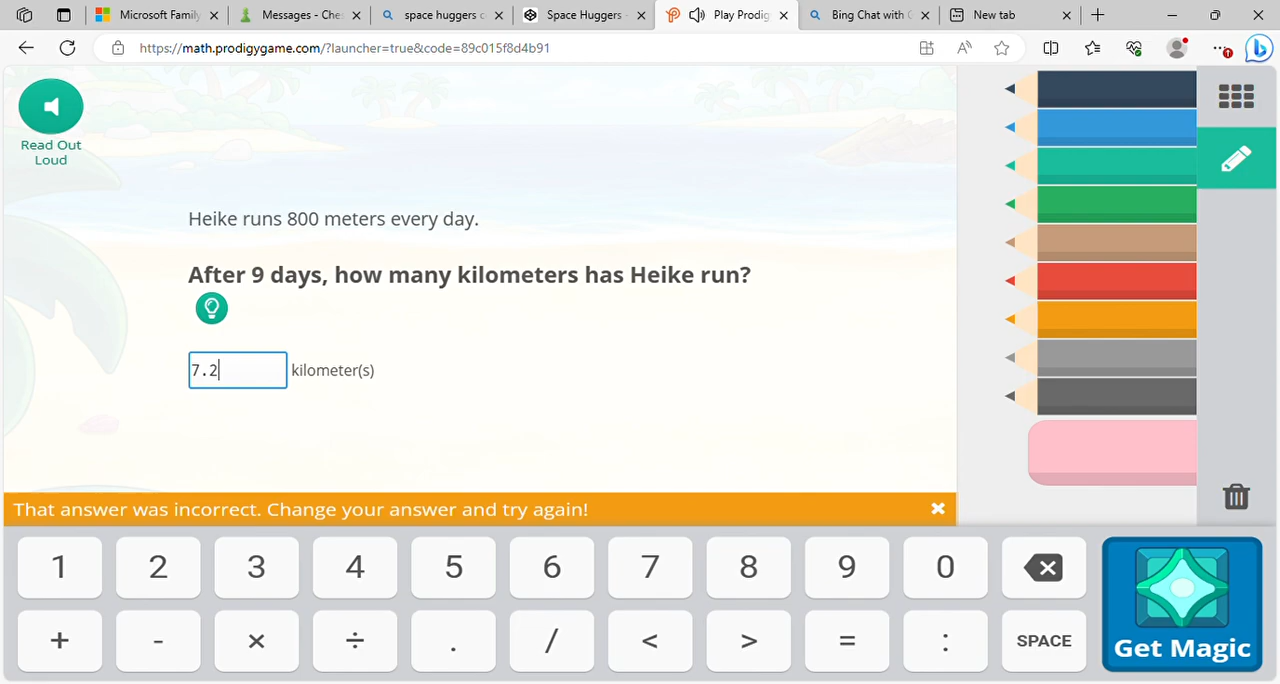 Microsoft Family
Messages - Ches
space huggers c
Space Huggers -
Play Prodig
Bing Chat with G
New tab
https://math.prodigygame.com/?launcher=true&code=89c015f8d4b91
Read Out
Loud
Heike runs 800 meters every day.
After 9 days, how many kilometers has Heike run?
7.2 kilometer(s)
That answer was incorrect. Change your answer and try again!
1 2 3 4 5 6 7 8 9 0
+ - × ÷ . / < > = : SPACE
Get Magic